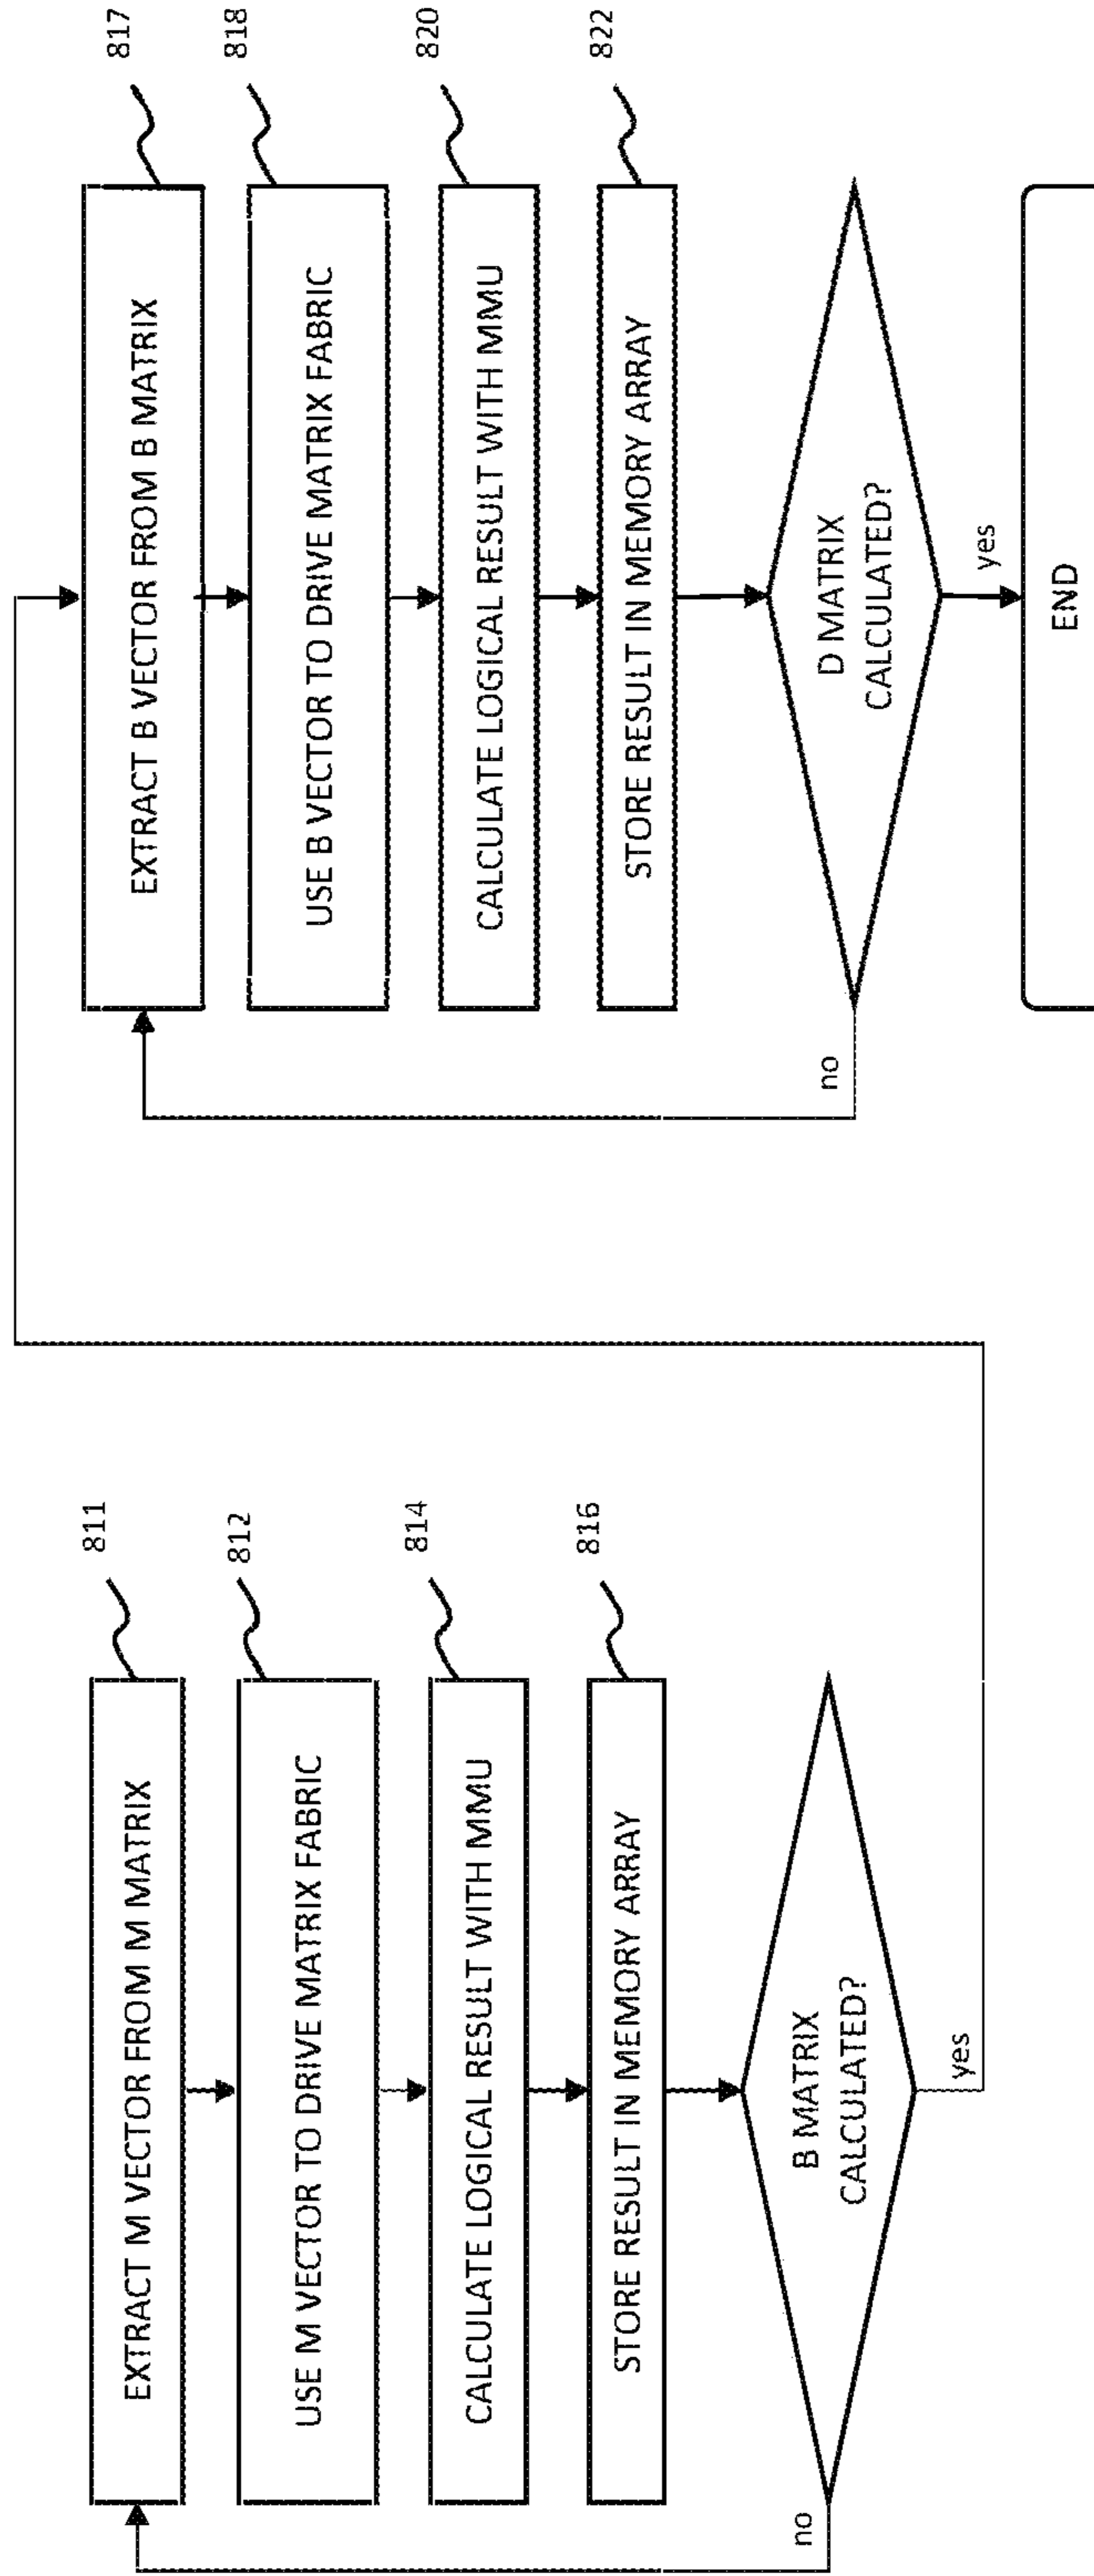 EXTRACT M VECTOR FROM M MATRIX
811
USE M VECTOR TO DRIVE MATRIX FABRIC
812
CALCULATE LOGICAL RESULT WITH MMU
814
STORE RESULT IN MEMORY ARRAY
816
B MATRIX
CALCULATED?
no
yes
EXTRACT B VECTOR FROM B MATRIX
817
USE B VECTOR TO DRIVE MATRIX FABRIC
818
CALCULATE LOGICAL RESULT WITH MMU
820
STORE RESULT IN MEMORY ARRAY
822
D MATRIX
CALCULATED?
no
yes
END